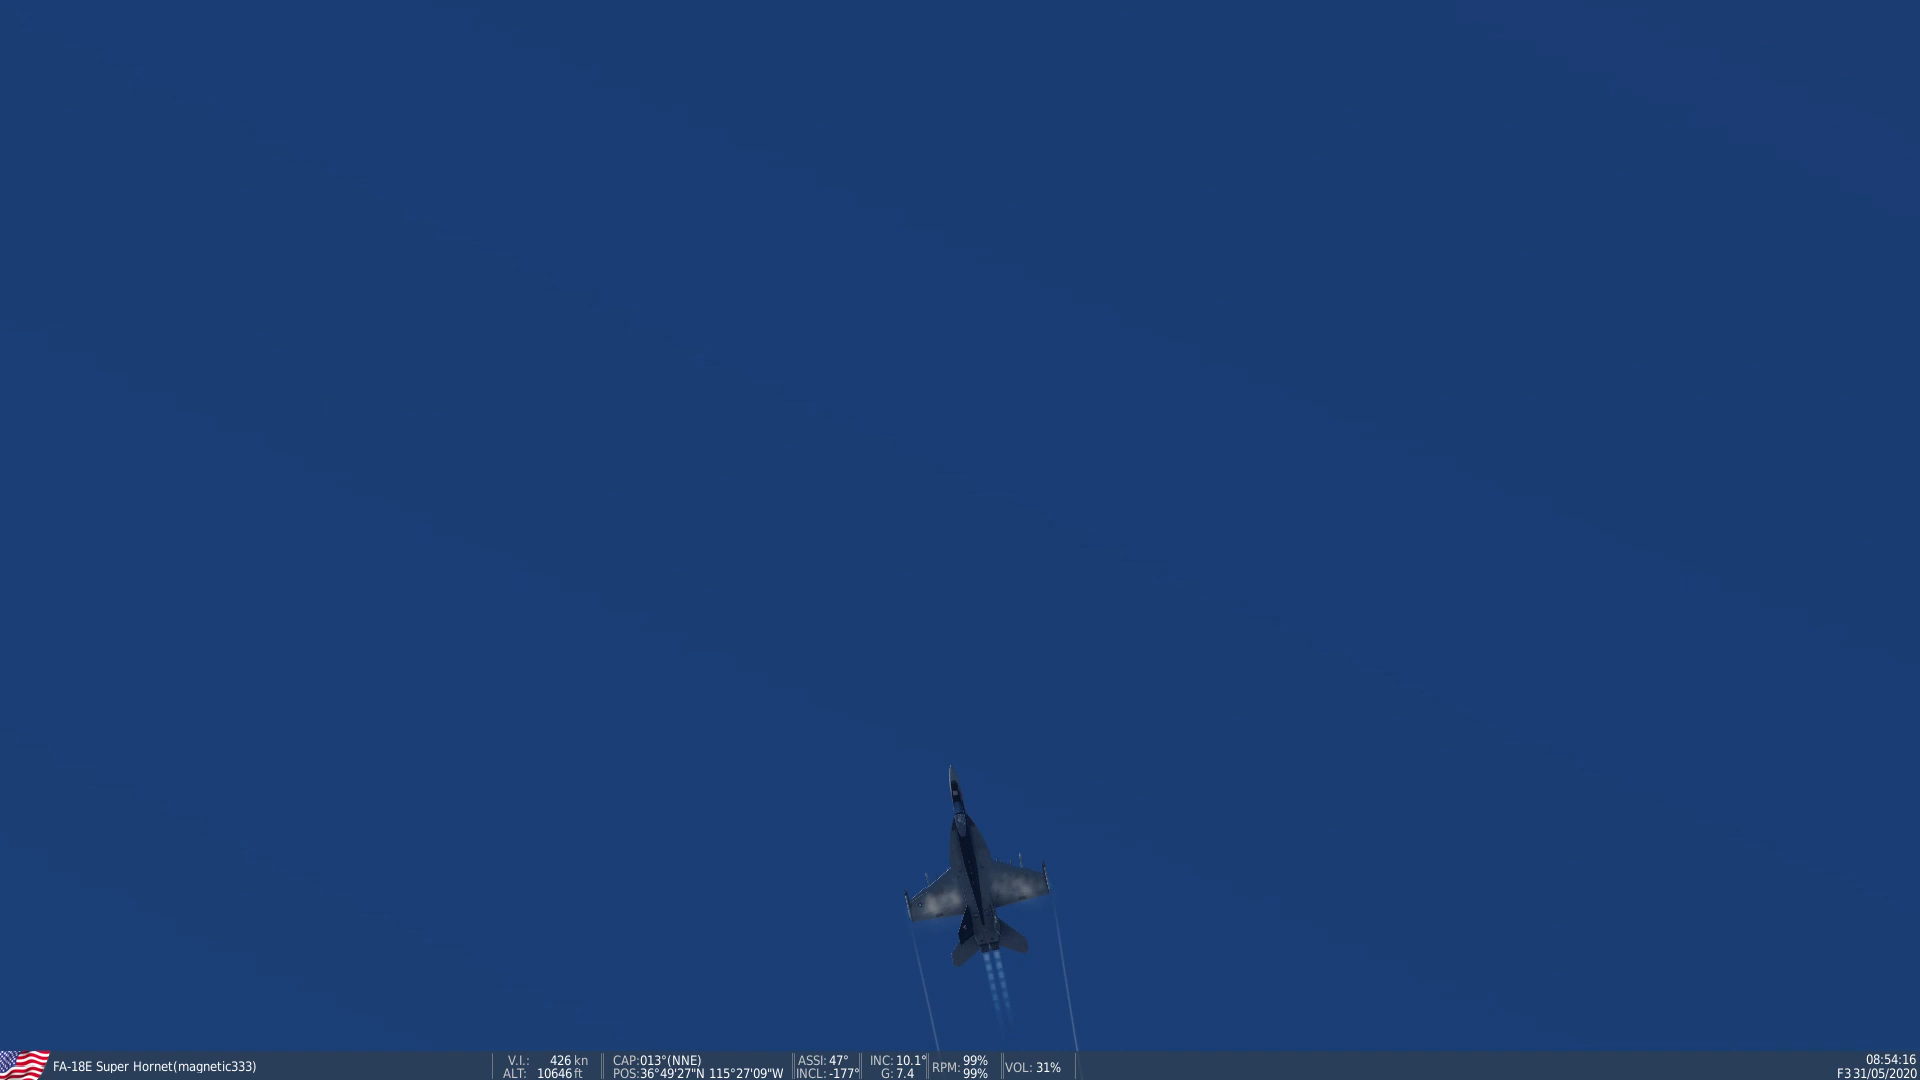 FA-18E Super Hornet(magnetic333)
V.I.: 426 kn
ALT: 10646 ft
CAP:013°(NNE)
POS:36°49'27"N 115°27'09"W
ASSI: 47°
INCL: -177°
INC: 10.1°
G: 7.4
RPM: 99%
99%
VOL: 31%
08:54:16
F3 31/05/2020